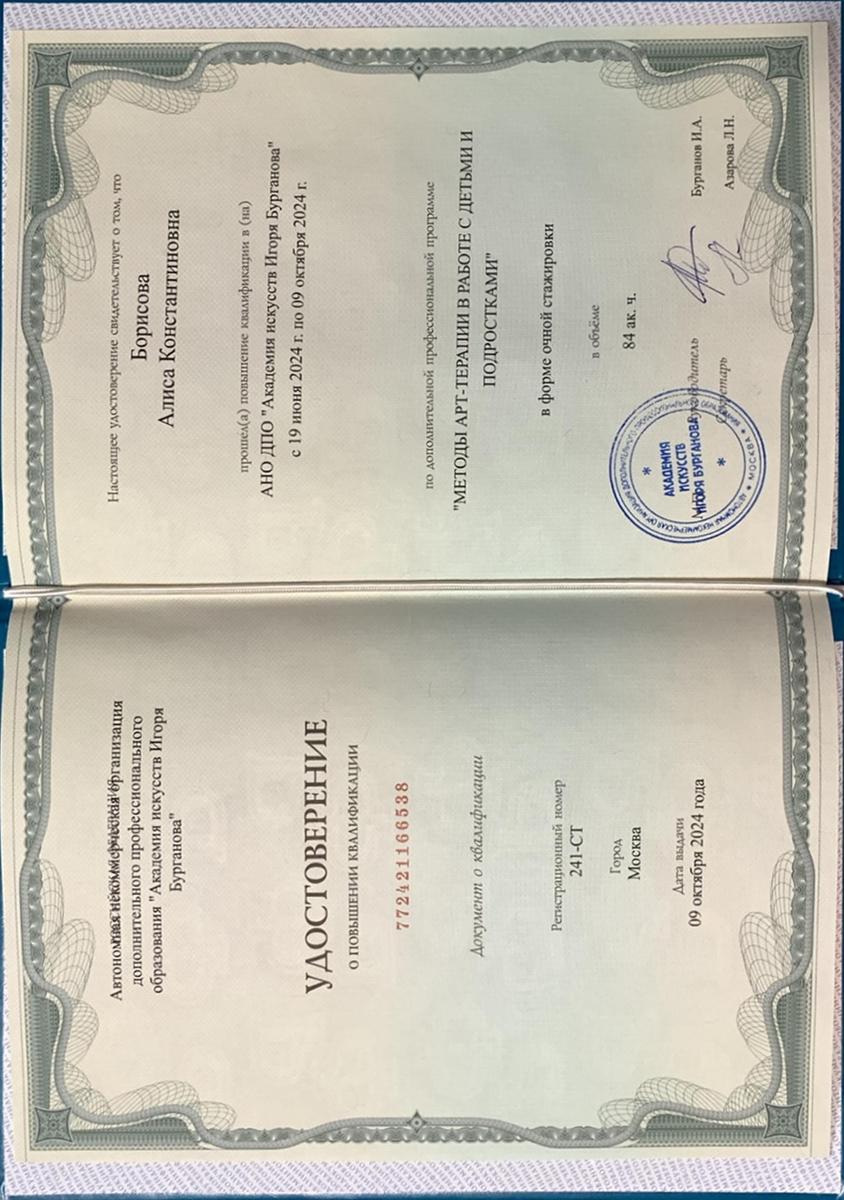 Автономная некоммерческая организация
дополнительного профессионального
образования "Академия искусств Игоря
Бурганова"
УДОСТОВЕРЕНИЕ
О ПОВЫШЕНИИ КВАЛИФИКАЦИИ
772421166538
Документ о квалификации
Регистрационный номер
241-СТ
Город
Москва
Дата выдачи
09 октября 2024 года
Настоящее удостоверение свидетельствует о том, что
Борисова
Алиса Константиновна
прошел(а) повышение квалификации в (на)
АНО ДПО "Академия искусств Игоря Бурганова"
с 19 июня 2024 г. по 09 октября 2024 г.
по дополнительной профессиональной программе
"МЕТОДЫ АРТ-ТЕРАПИИ В РАБОТЕ С ДЕТЬМИ И
ПОДРОСТКАМИ"
в форме очной стажировки
в объёме
84 ак. ч.
Руководитель
Бурганов И.А.
Секретарь
Азарова Л.Н.
АКАДЕМИЯ
ИСКУССТВ
ИГОРЯ БУРГАНОВА
МОСКВА